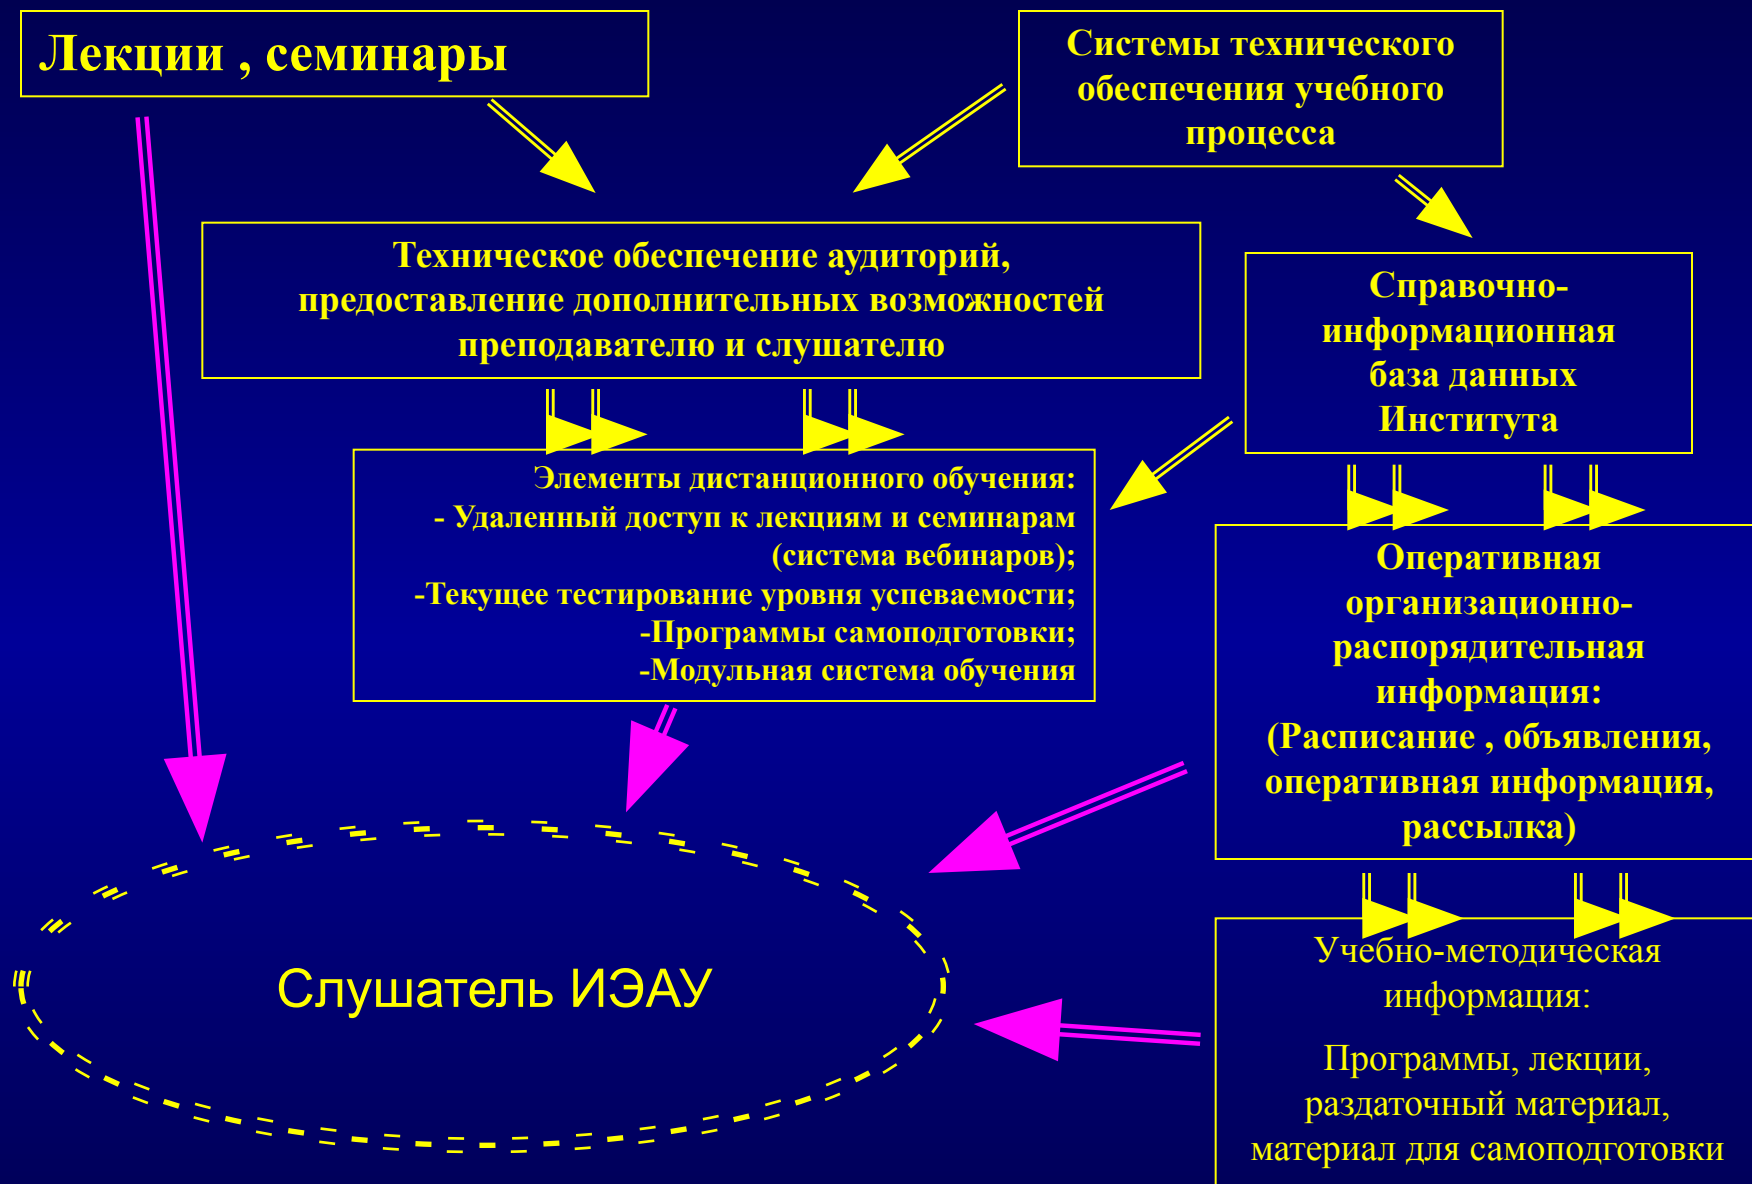 Лекции , семинары
Системы технического
обеспечения учебного
процесса
Техническое обеспечение аудиторий,
предоставление дополнительных возможностей
преподавателю и слушателю
Справочно-
информационная
база данных
Института
Элементы дистанционного обучения:
- Удаленный доступ к лекциям и семинарам
(система вебинаров);
-Текущее тестирование уровня успеваемости;
-Программы самоподготовки;
-Модульная система обучения
Оперативная
организационно-
распорядительная
информация:
(Расписание , объявления,
оперативная информация,
рассылка)
Слушатель ИЭАУ
Учебно-методическая
информация:
Программы, лекции,
раздаточный материал,
материал для самоподготовки